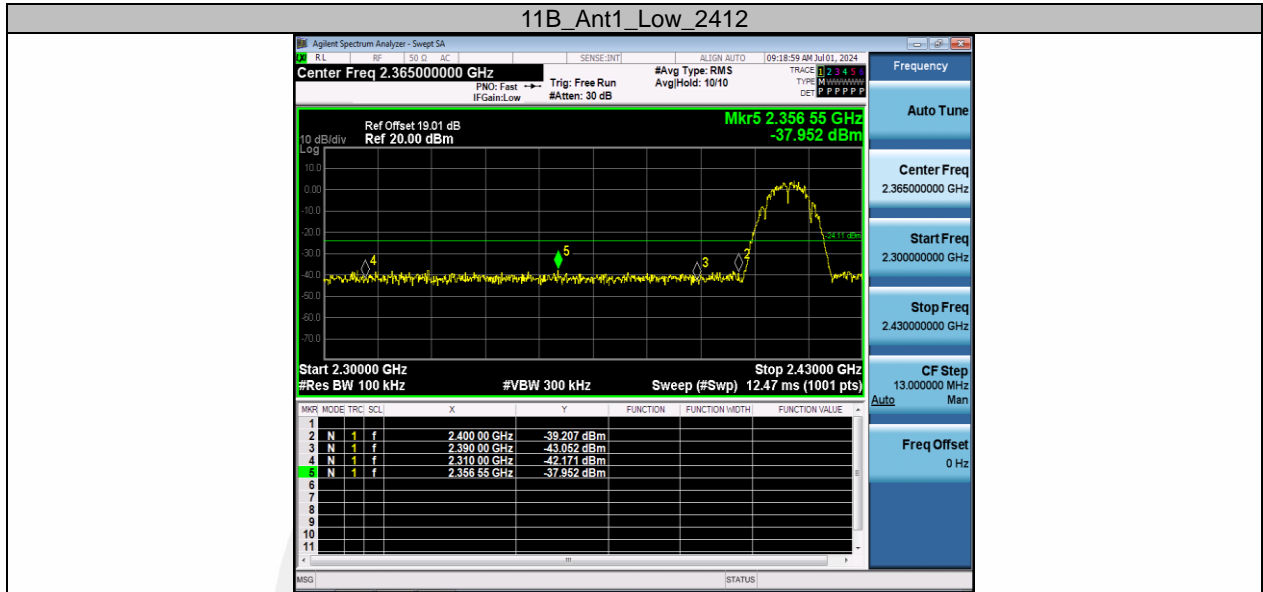 11B_Ant1_Low_2412
Agilent Spectrum Analyzer - Swept SA
RL RF 50 Ω AC SENSE:INT ALIGN AUTO 09:18:59 AM Jul 01, 2024
Center Freq 2.365000000 GHz
PNO: Fast
IFGain:Low
Trig: Free Run
#Atten: 30 dB
#Avg Type: RMS
Avg|Hold: 10/10
TRACE 1 2 3 4 5 6
TYPE M W W W W W
DET P P P P P P
Frequency
Auto Tune
Center Freq
2.365000000 GHz
Start Freq
2.300000000 GHz
Stop Freq
2.430000000 GHz
CF Step
13.000000 MHz
Auto Man
Freq Offset
0 Hz
Mkr5 2.356 55 GHz
-37.952 dBm
Ref Offset 19.01 dB
10 dB/div Ref 20.00 dBm
Log
10.0
0.00
-10.0
-20.0
-30.0
-40.0
-50.0
-60.0
-70.0
-24.11 dBm
4
5
3
2
Start 2.30000 GHz Stop 2.43000 GHz
#Res BW 100 kHz #VBW 300 kHz Sweep (#Swp) 12.47 ms (1001 pts)
MKR MODE TRC SCL X Y FUNCTION FUNCTION WIDTH FUNCTION VALUE
1
2 N 1 f 2.400 00 GHz -39.207 dBm
3 N 1 f 2.390 00 GHz -43.052 dBm
4 N 1 f 2.310 00 GHz -42.171 dBm
5 N 1 f 2.356 55 GHz -37.952 dBm
6
7
8
9
10
11
MSG STATUS